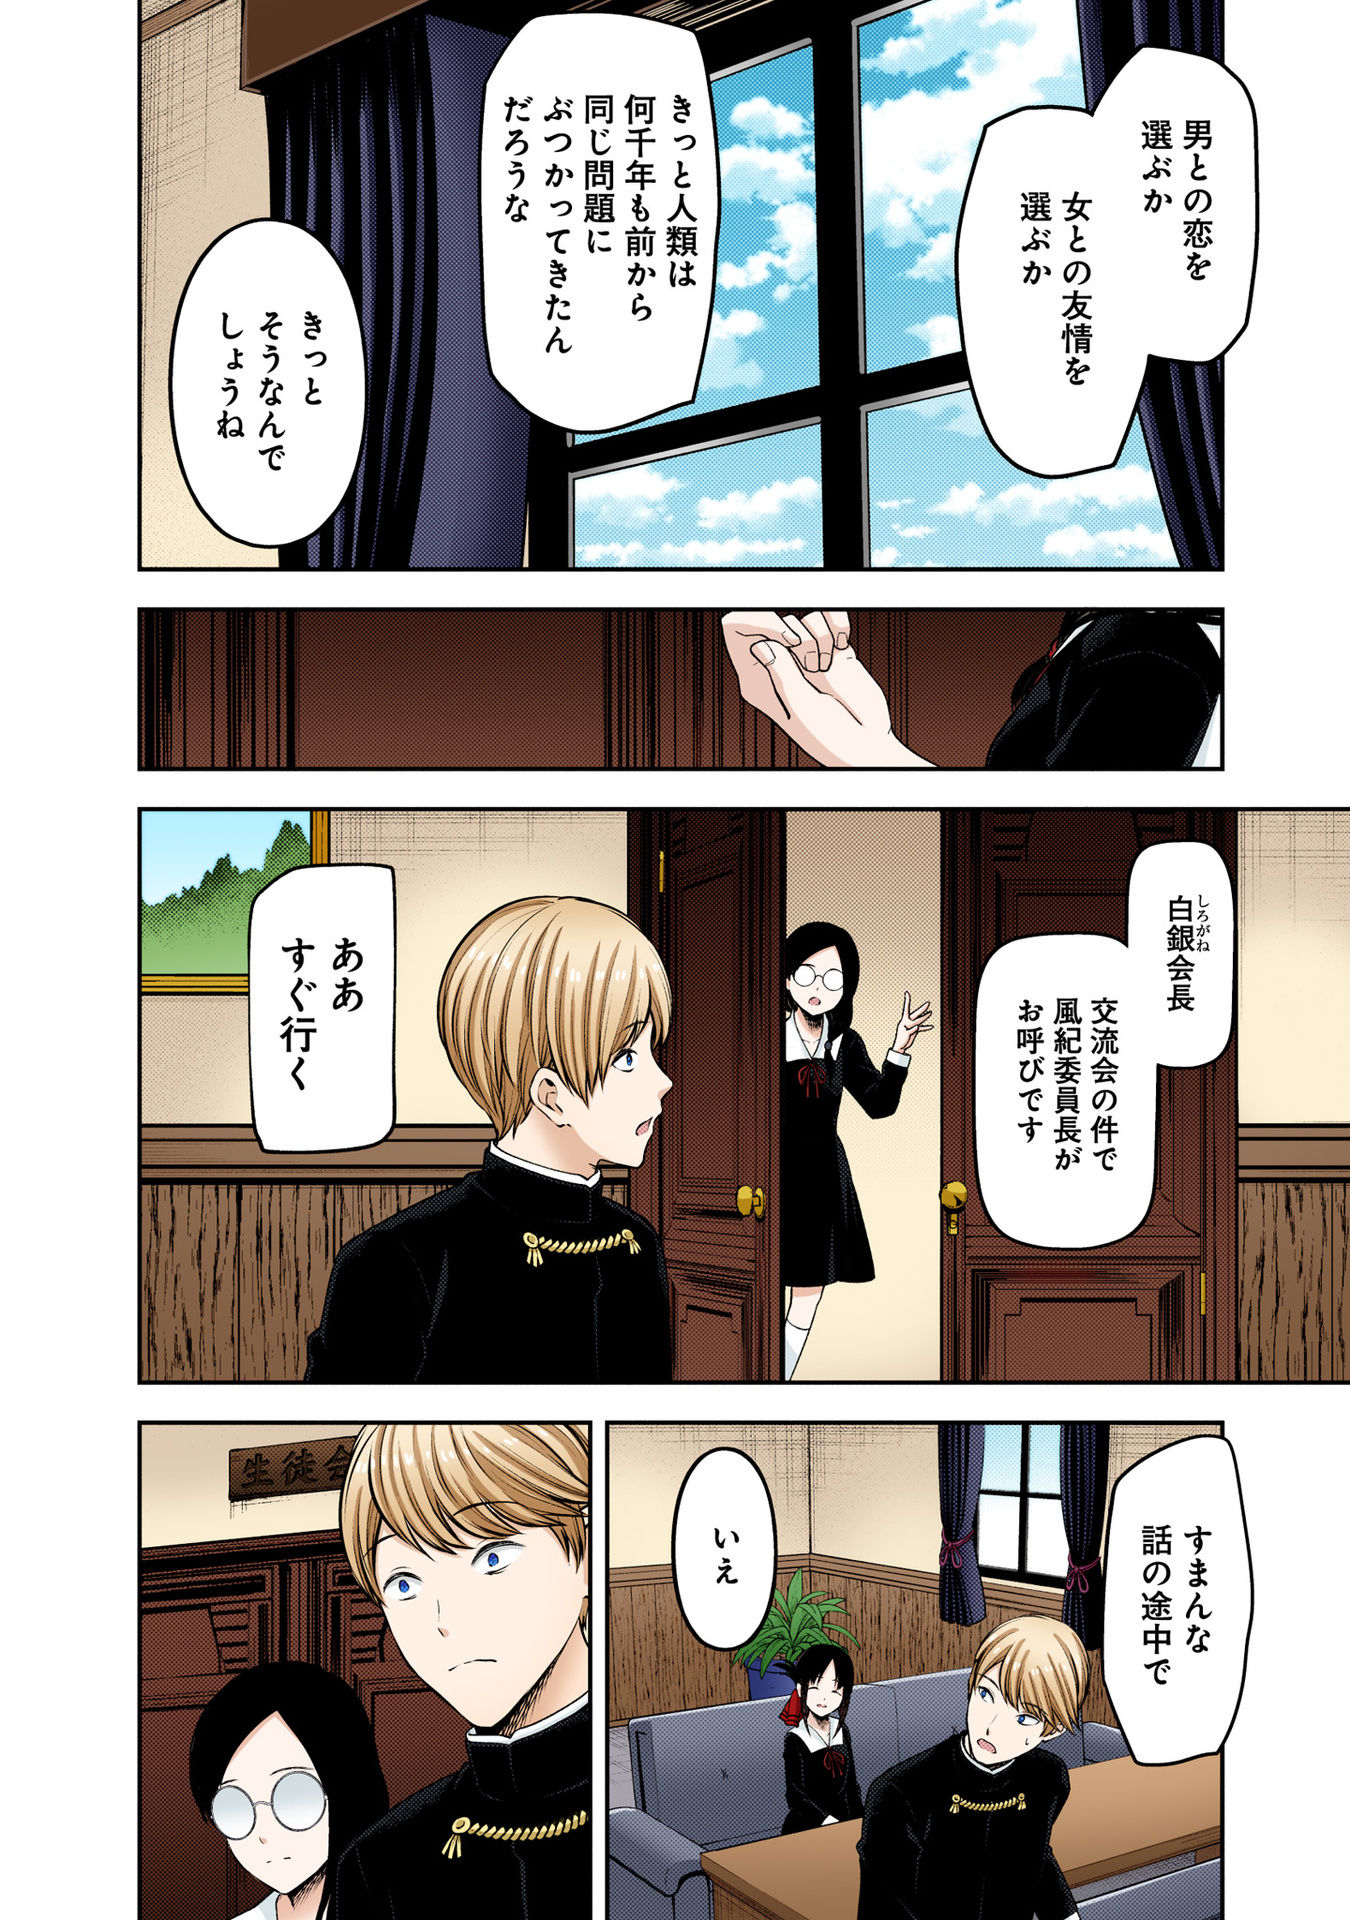 男との恋を
選ぶか
女との友情を
選ぶか
きっと人類は
何千年も前から
同じ問題に
ぶつかってきたん
だろうな
きっと
そうなんで
しょうね
白銀会長
しろがね
交流会の件で
風紀委員長が
お呼びです
ああ
すぐ行く
すまんな
話の途中で
いえ
生徒会